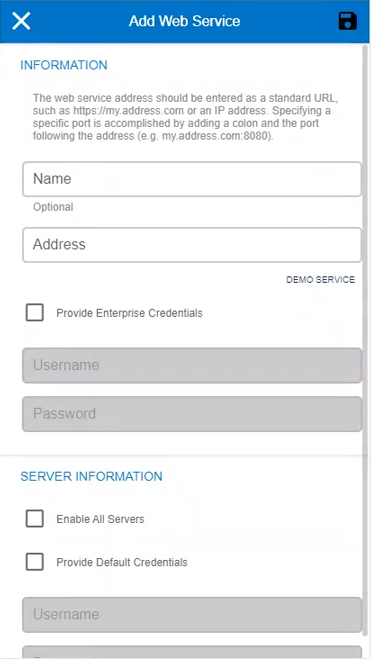 Add Web Service
INFORMATION
The web service address should be entered as a standard URL,
such as https://my.address.com or an IP address. Specifying a
specific port is accomplished by adding a colon and the port
following the address (e.g. my.address.com:8080).
Name
Optional
Address
DEMO SERVICE
Provide Enterprise Credentials
Username
Password
SERVER INFORMATION
Enable All Servers
Provide Default Credentials
Username